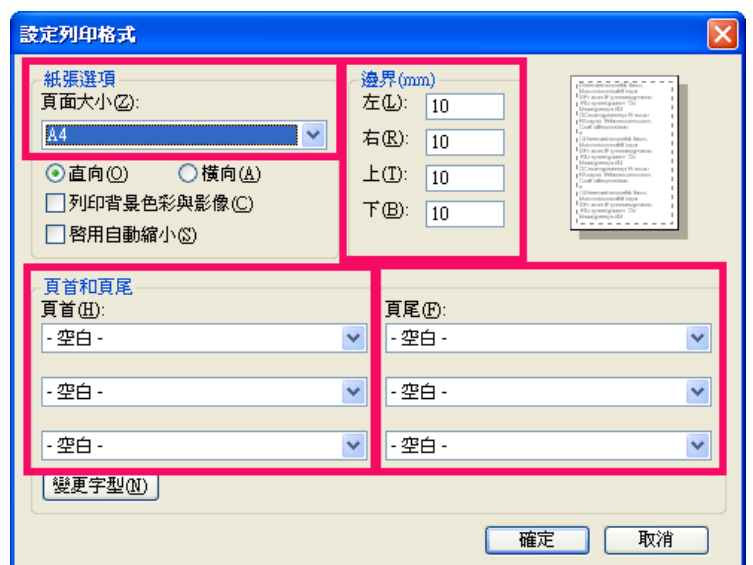 設定列印格式
紙張選項
頁面大小(Z):
A4
直向(O) 橫向(A)
列印背景色彩與影像(C)
啓用自動縮小(S)
邊界(mm)
左(L): 10
右(R): 10
上(T): 10
下(B): 10
頁首和頁尾
頁首(H):
- 空白 -
- 空白 -
- 空白 -
頁尾(F):
- 空白 -
- 空白 -
- 空白 -
變更字型(N)
確定 取消